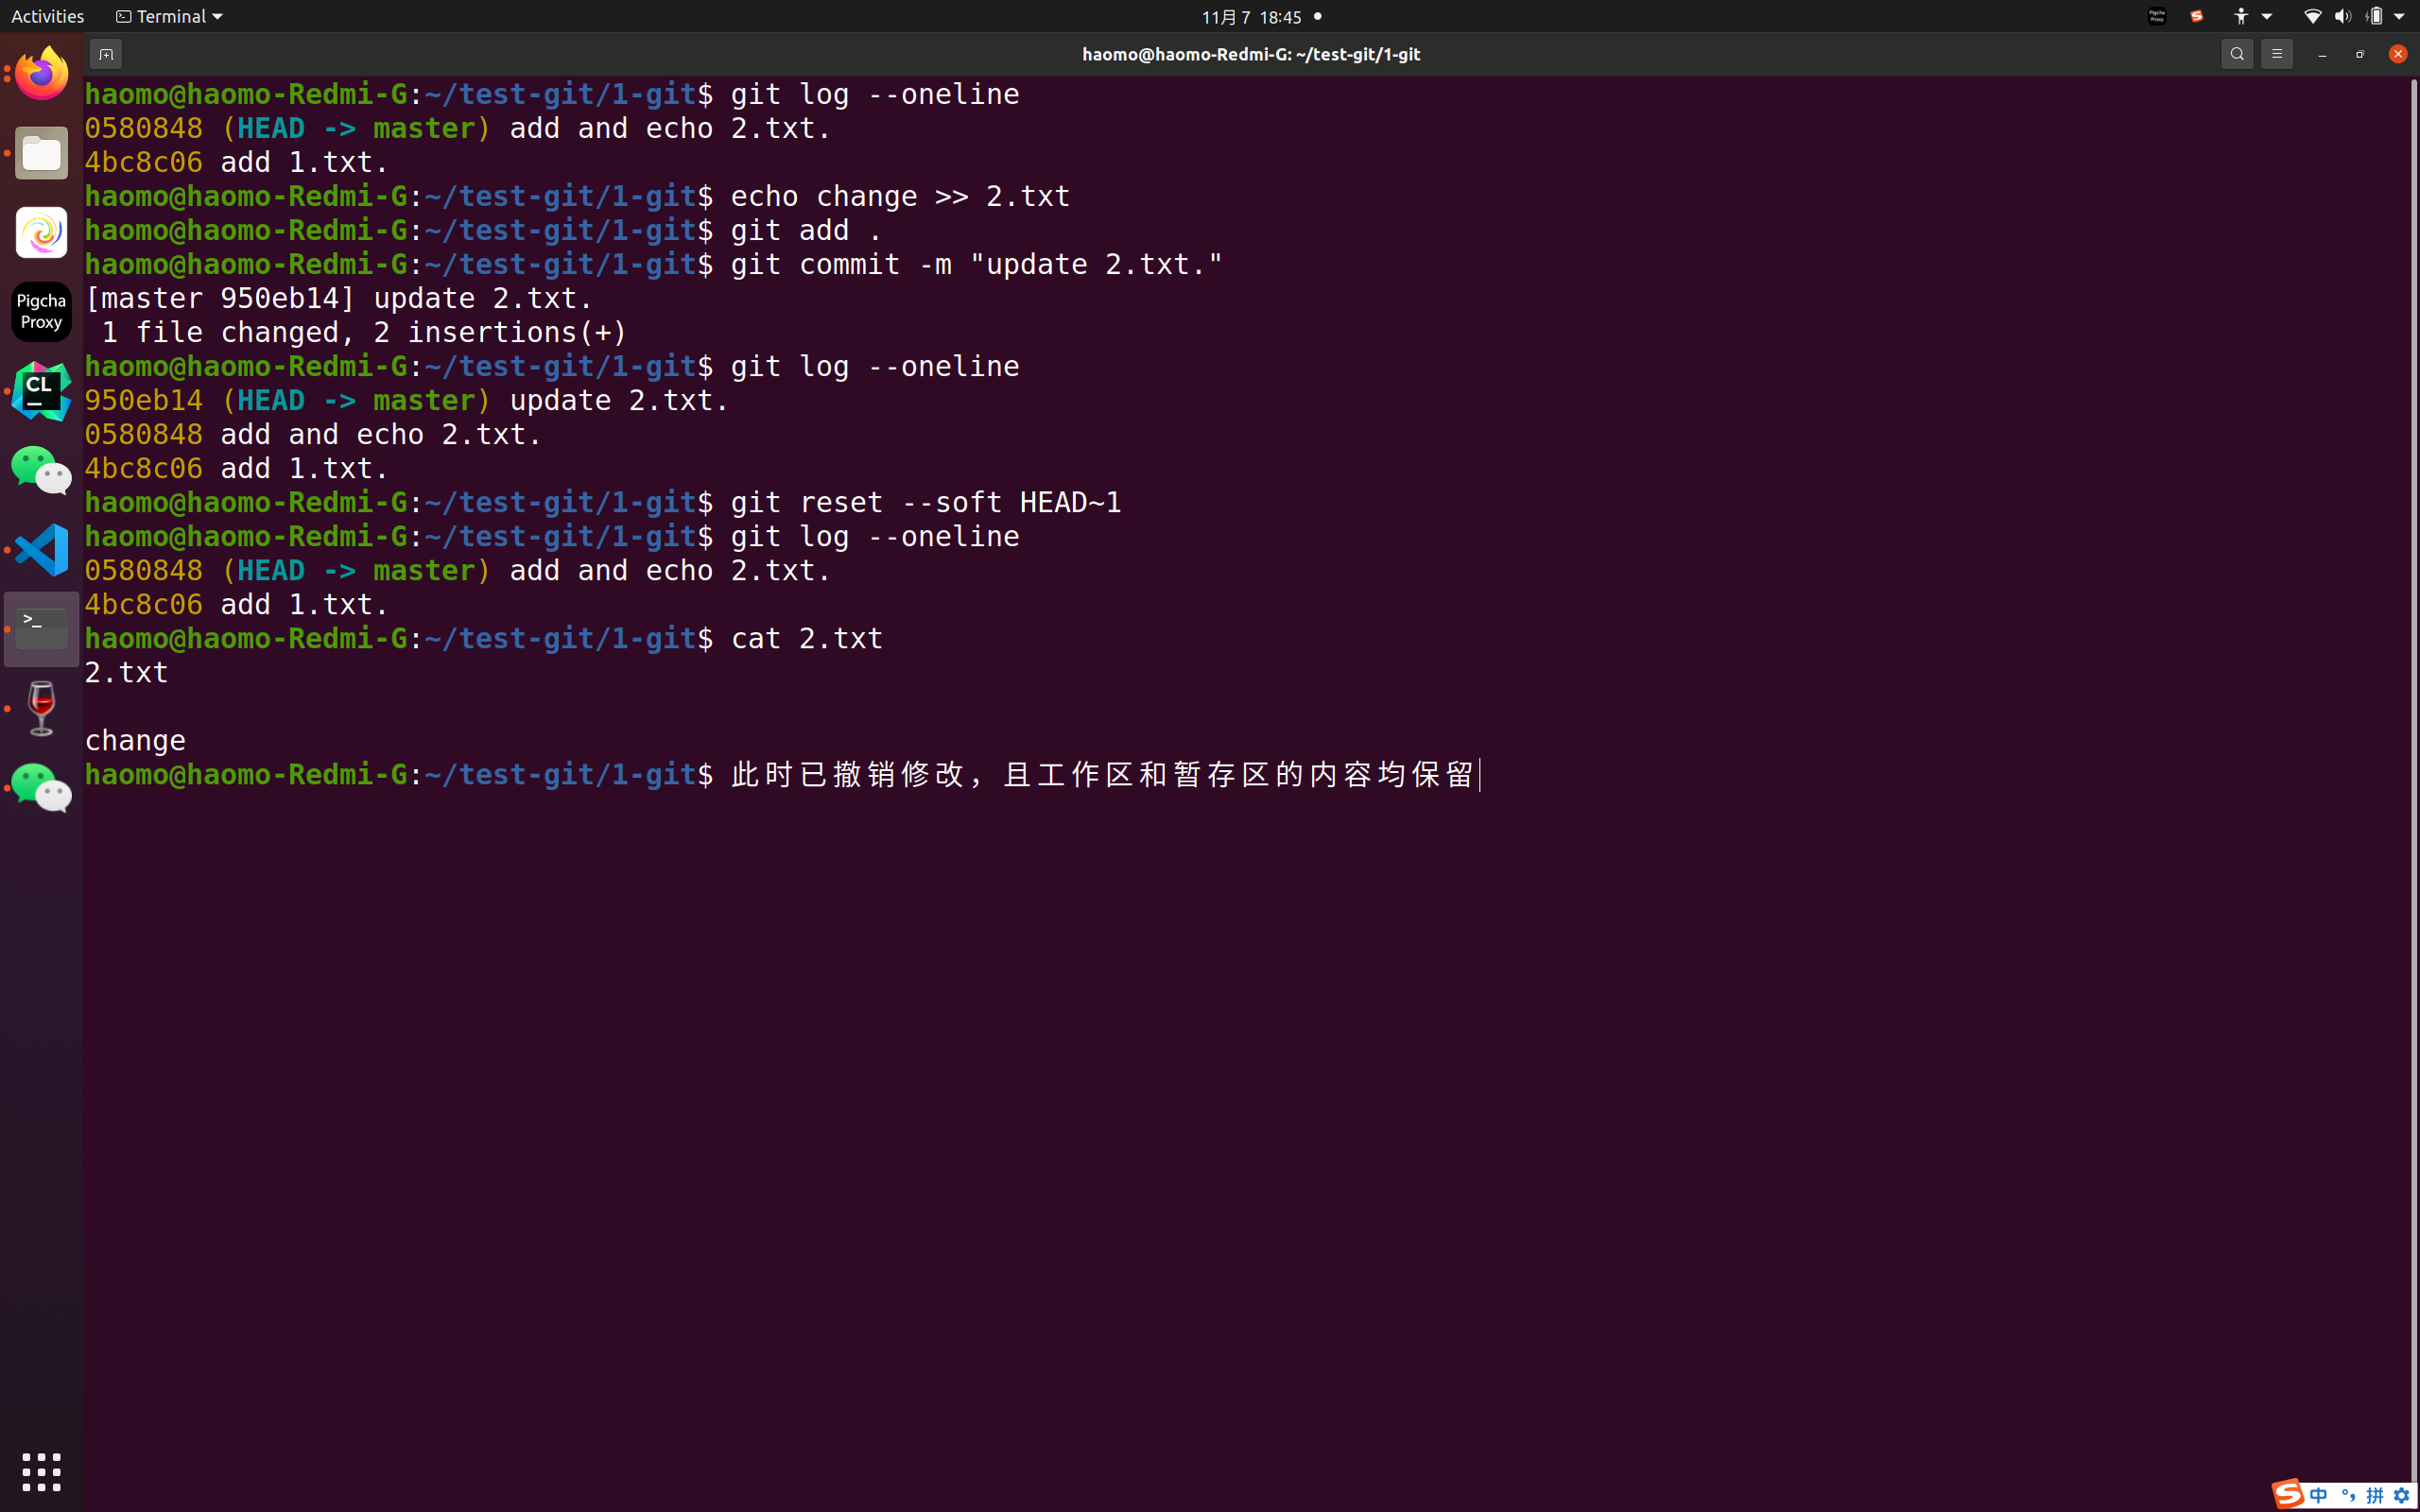 Activities
Terminal
11月 7 18:45
haomo@haomo-Redmi-G: ~/test-git/1-git
Pigcha
Proxy
CL
haomo@haomo-Redmi-G:~/test-git/1-git$ git log --oneline
0580848 (HEAD -> master) add and echo 2.txt.
4bc8c06 add 1.txt.
haomo@haomo-Redmi-G:~/test-git/1-git$ echo change >> 2.txt
haomo@haomo-Redmi-G:~/test-git/1-git$ git add .
haomo@haomo-Redmi-G:~/test-git/1-git$ git commit -m "update 2.txt."
[master 950eb14] update 2.txt.
 1 file changed, 2 insertions(+)
haomo@haomo-Redmi-G:~/test-git/1-git$ git log --oneline
950eb14 (HEAD -> master) update 2.txt.
0580848 add and echo 2.txt.
4bc8c06 add 1.txt.
haomo@haomo-Redmi-G:~/test-git/1-git$ git reset --soft HEAD~1
haomo@haomo-Redmi-G:~/test-git/1-git$ git log --oneline
0580848 (HEAD -> master) add and echo 2.txt.
4bc8c06 add 1.txt.
haomo@haomo-Redmi-G:~/test-git/1-git$ cat 2.txt
2.txt

change
haomo@haomo-Redmi-G:~/test-git/1-git$ 此时已撤销修改，且工作区和暂存区的内容均保留
中 °, 拼